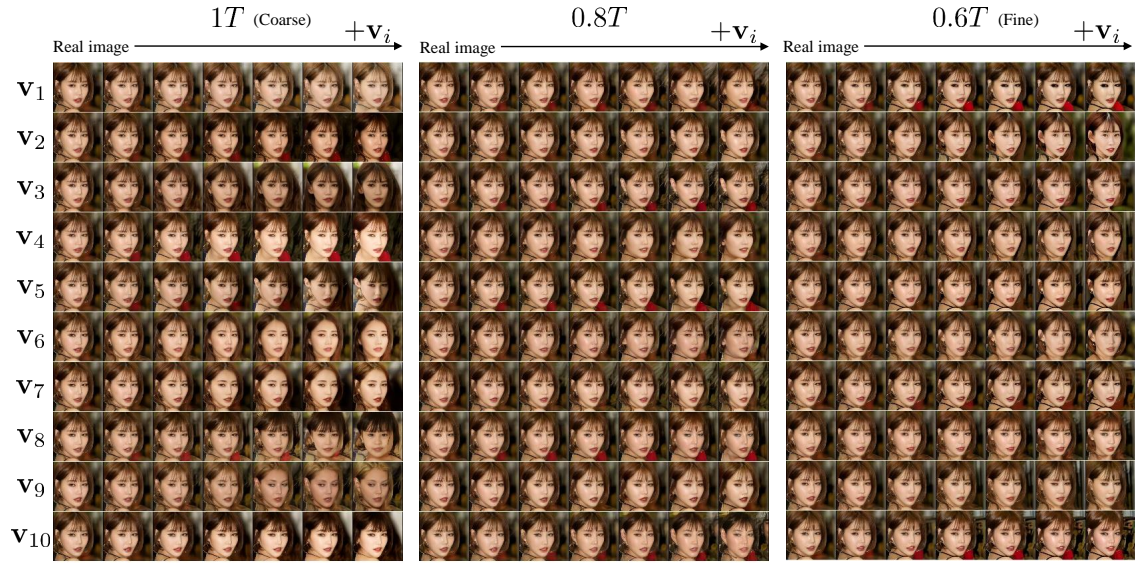 1T (Coarse) 0.8T 0.6T (Fine)
Real image +v_i Real image +v_i Real image +v_i
v_1
v_2
v_3
v_4
v_5
v_6
v_7
v_8
v_9
v_10